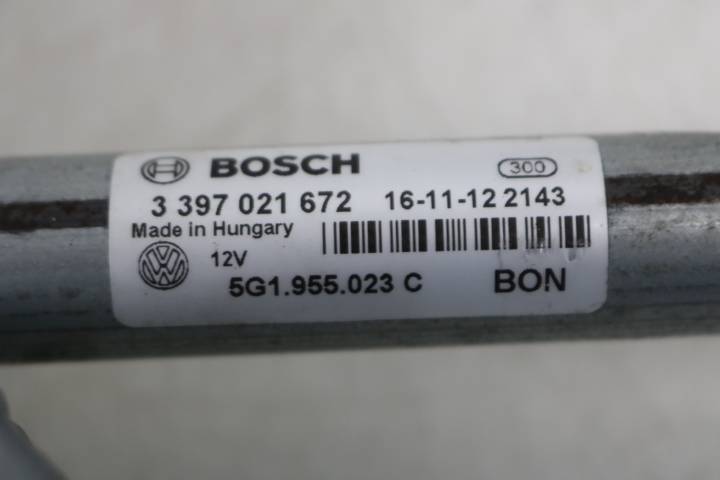 BOSCH 300
3 397 021 672 16-11-12 2143
Made in Hungary
12V
5G1.955.023 C BON